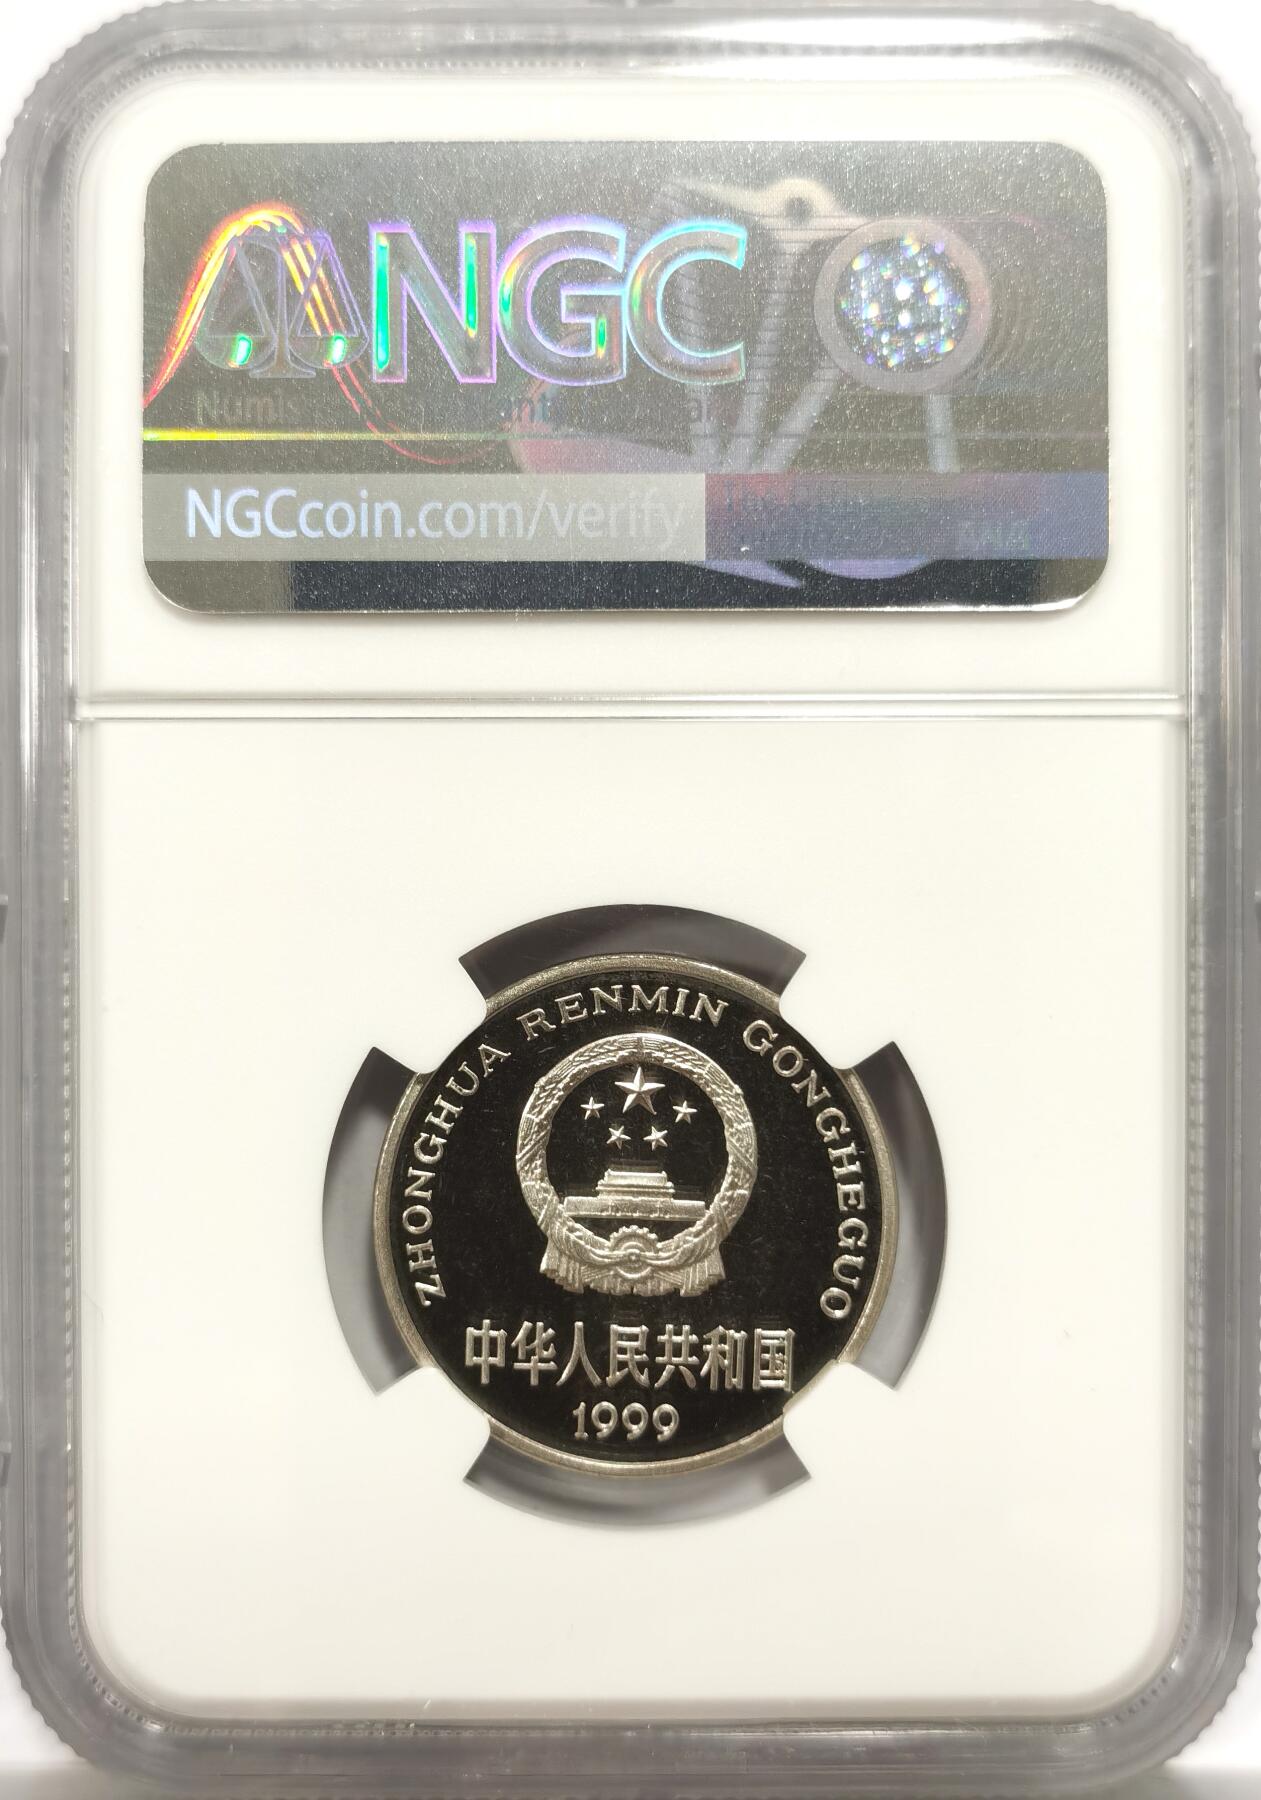 NGC
NGCcoin.com/verify
ZHONGHUA RENMIN GONGHEGUO
中华人民共和国
1999